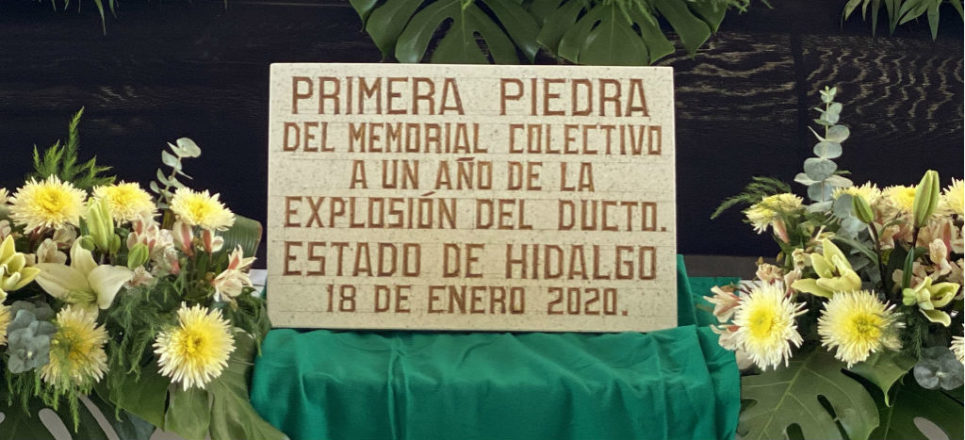 PRIMERA PIEDRA
DEL MEMORIAL COLECTIVO
A UN AÑO DE LA
EXPLOSIÓN DEL DUCTO.
ESTADO DE HIDALGO
18 DE ENERO 2020.